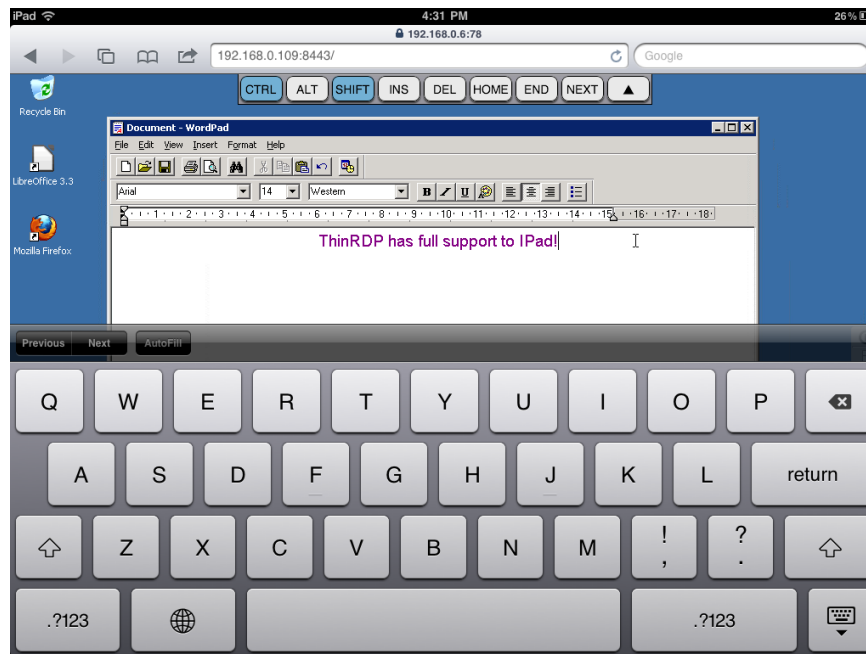 iPad 4:31 PM 26%
192.168.0.6:78
192.168.0.109:8443/ Google
CTRL ALT SHIFT INS DEL HOME END NEXT ▲
Recycle Bin
Document - WordPad
File Edit View Insert Format Help
LibreOffice 3.3
Arial 14 Western B / U
1 2 3 4 5 6 7 8 9 10 11 12 13 14 15 16 17 18
Mozilla Firefox
ThinRDP has full support to IPad!
Previous Next AutoFill
Q W E R T Y U I O P
A S D F G H J K L return
Z X C V B N M ! , ? .
.?123 .?123